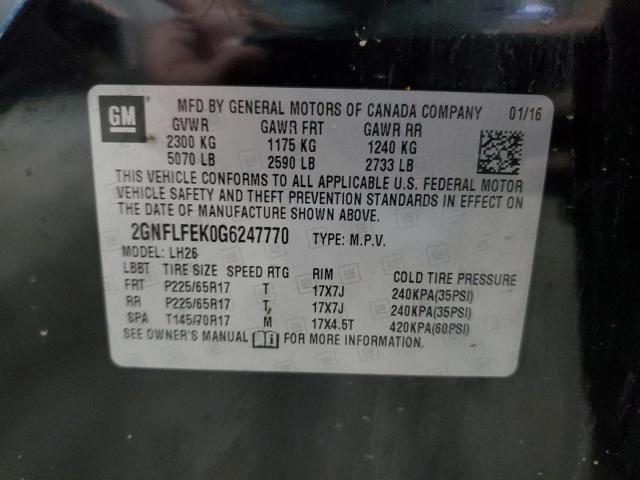 GM
MFD BY GENERAL MOTORS OF CANADA COMPANY 01/16
GVWR GAWR FRT GAWR RR
2300 KG 1175 KG 1240 KG
5070 LB 2590 LB 2733 LB
THIS VEHICLE CONFORMS TO ALL APPLICABLE U.S. FEDERAL MOTOR
VEHICLE SAFETY AND THEFT PREVENTION STANDARDS IN EFFECT ON
THE DATE OF MANUFACTURE SHOWN ABOVE.
2GNFLFEK0G6247770 TYPE: M.P.V.
MODEL: LH26
LBBT TIRE SIZE SPEED RTG RIM COLD TIRE PRESSURE
FRT P225/65R17 T 17X7J 240KPA(35PSI)
RR P225/65R17 T 17X7J 240KPA(35PSI)
SPA T145/70R17 M 17X4.5T 420KPA(60PSI)
SEE OWNER'S MANUAL FOR MORE INFORMATION.